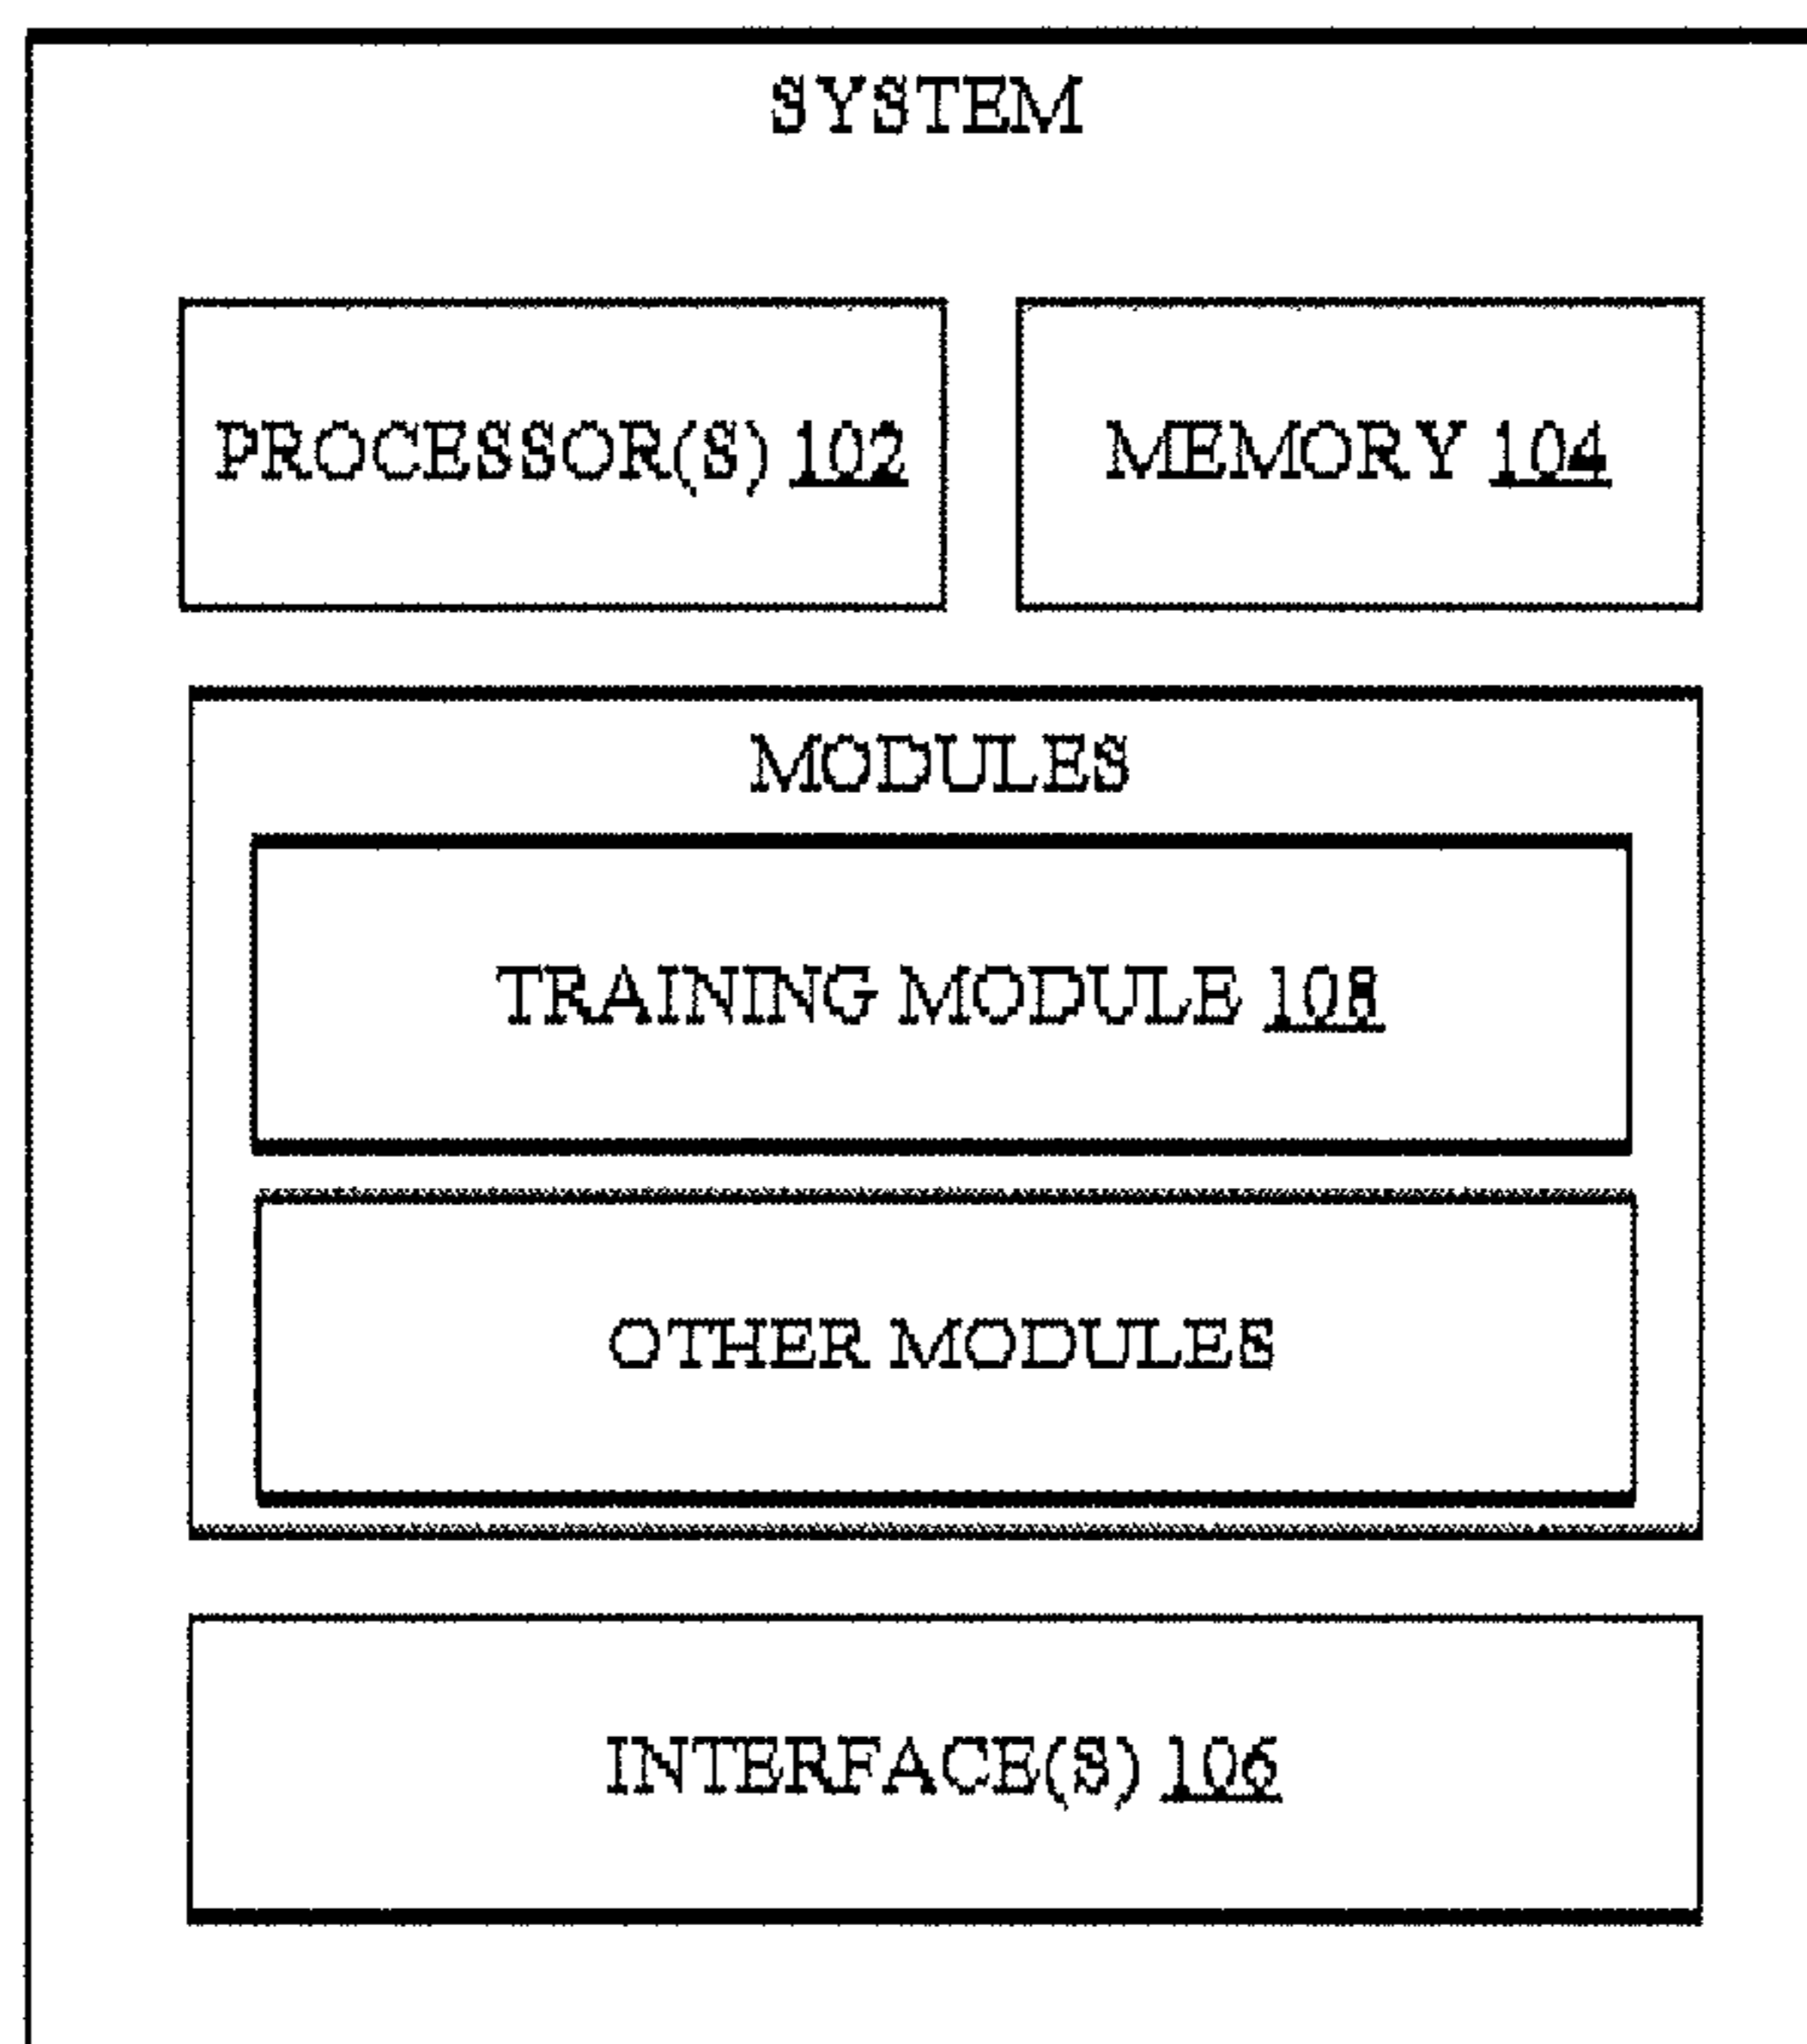 SYSTEM
PROCESSOR(S) 102
MEMORY 104
MODULES
TRAINING MODULE 108
OTHER MODULES
INTERFACE(S) 106